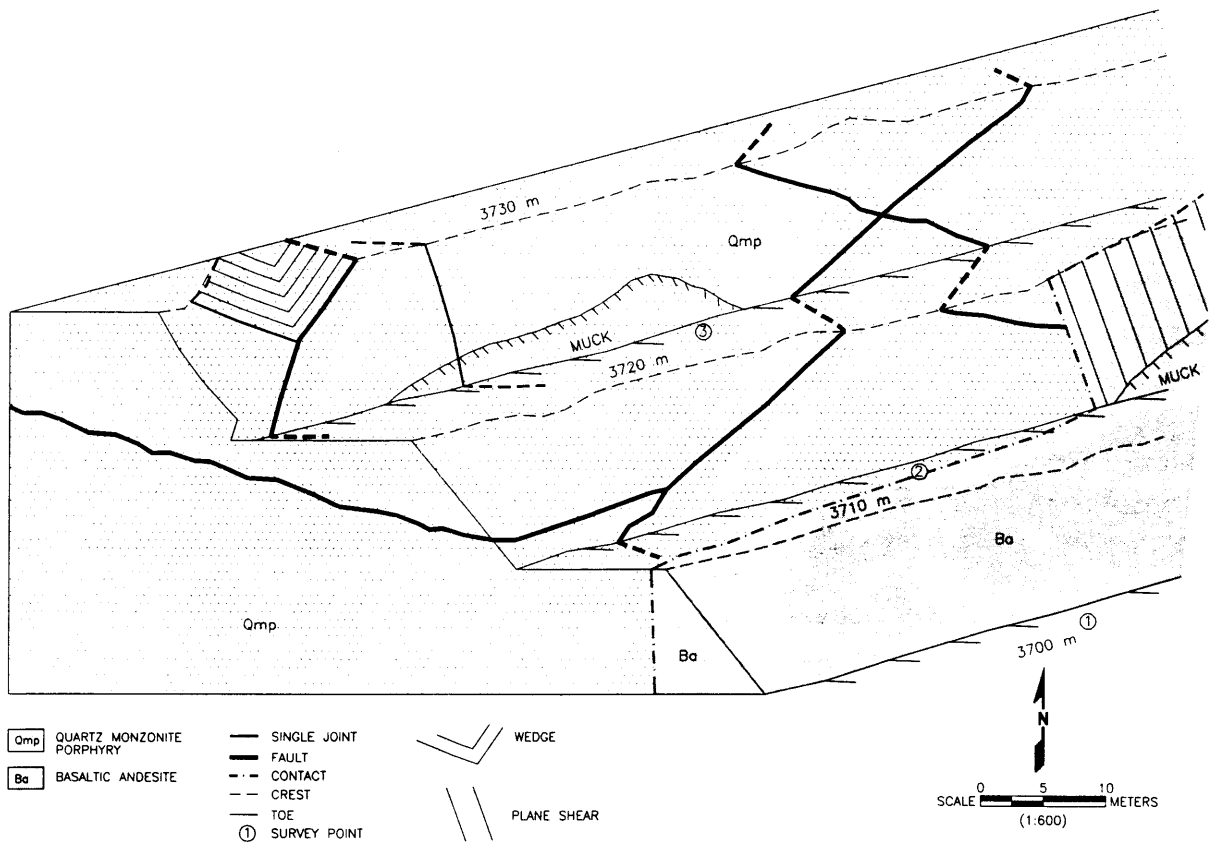 3730 m
Qmp
MUCK
③
3720 m
MUCK
②
3710 m
Ba
Qmp
Ba
①
3700 m
N
Qmp QUARTZ MONZONITE
PORPHYRY
Ba BASALTIC ANDESITE
SINGLE JOINT
FAULT
CONTACT
CREST
TOE
① SURVEY POINT
WEDGE
PLANE SHEAR
0 5 10
SCALE METERS
(1:600)